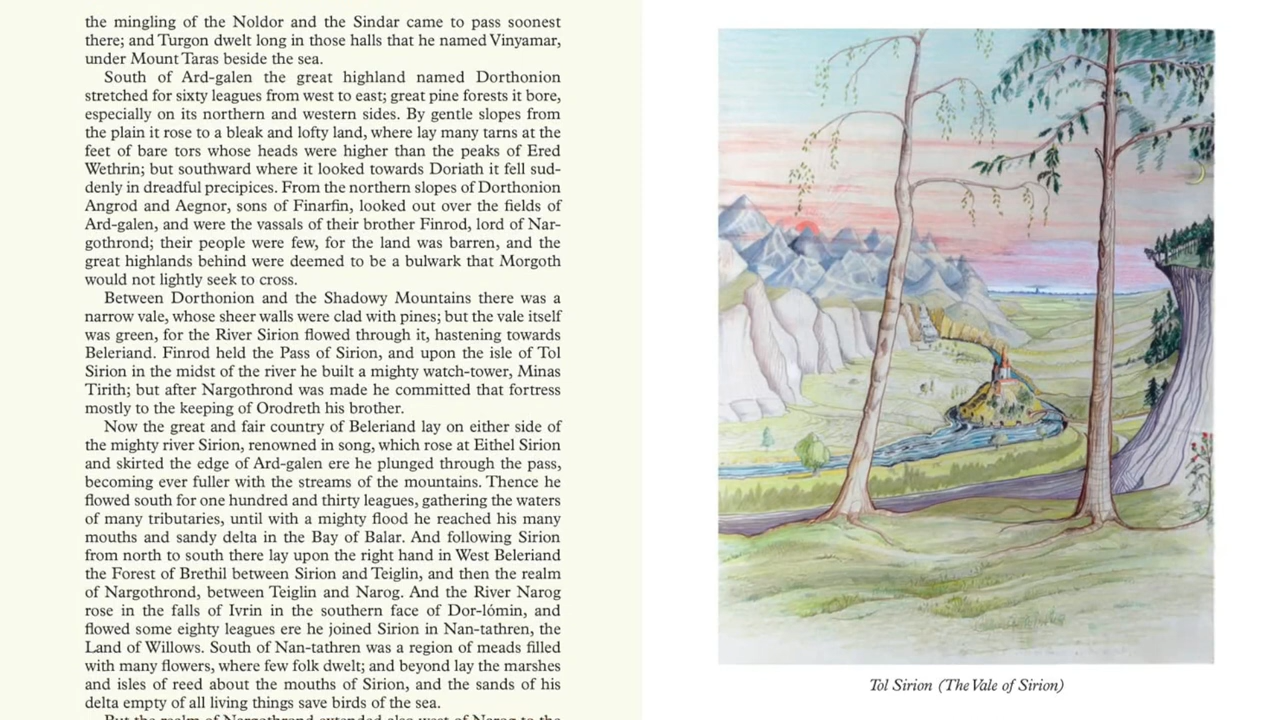 the mingling of the Noldor and the Sindar came to pass soonest
there; and Turgon dwelt long in those halls that he named Vinyamar,
under Mount Taras beside the sea.
South of Ard-galen the great highland named Dorthonion
stretched for sixty leagues from west to east; great pine forests it bore,
especially on its northern and western sides. By gentle slopes from
the plain it rose to a bleak and lofty land, where lay many tarns at the
feet of bare tors whose heads were higher than the peaks of Ered
Wethrin; but southward where it looked towards Doriath it fell sud-
denly in dreadful precipices. From the northern slopes of Dorthonion
Angrod and Aegnor, sons of Finarfin, looked out over the fields of
Ard-galen, and were the vassals of their brother Finrod, lord of Nar-
gothrond; their people were few, for the land was barren, and the
great highlands behind were deemed to be a bulwark that Morgoth
would not lightly seek to cross.
Between Dorthonion and the Shadowy Mountains there was a
narrow vale, whose sheer walls were clad with pines; but the vale itself
was green, for the River Sirion flowed through it, hastening towards
Beleriand. Finrod held the Pass of Sirion, and upon the isle of Tol
Sirion in the midst of the river he built a mighty watch-tower, Minas
Tirith; but after Nargothrond was made he committed that fortress
mostly to the keeping of Orodreth his brother.
Now the great and fair country of Beleriand lay on either side of
the mighty river Sirion, renowned in song, which rose at Eithel Sirion
and skirted the edge of Ard-galen ere he plunged through the pass,
becoming ever fuller with the streams of the mountains. Thence he
flowed south for one hundred and thirty leagues, gathering the waters
of many tributaries, until with a mighty flood he reached his many
mouths and sandy delta in the Bay of Balar. And following Sirion
from north to south there lay upon the right hand in West Beleriand
the Forest of Brethil between Sirion and Teiglin, and then the realm
of Nargothrond, between Teiglin and Narog. And the River Narog
rose in the falls of Ivrin in the southern face of Dor-lómin, and
flowed some eighty leagues ere he joined Sirion in Nan-tathren, the
Land of Willows. South of Nan-tathren was a region of meads filled
with many flowers, where few folk dwelt; and beyond lay the marshes
and isles of reed about the mouths of Sirion, and the sands of his
delta empty of all living things save birds of the sea.
But the realm of Nargothrond extended also west of Narog to the
Tol Sirion (The Vale of Sirion)